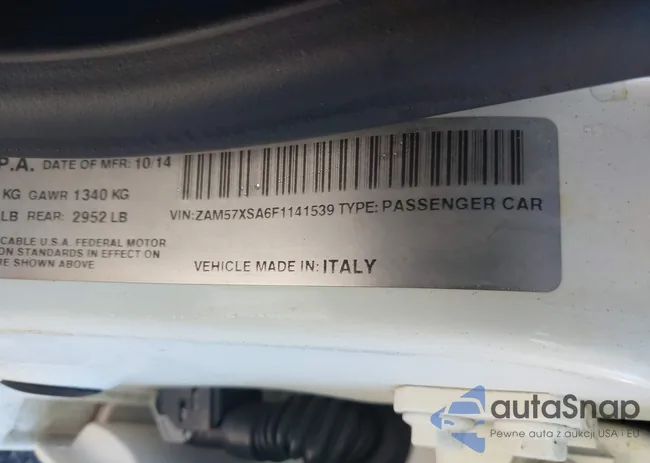 P.A. DATE OF MFR: 10/14
KG GAWR 1340 KG
LB REAR: 2952 LB
VIN:ZAM57XSA6F1141539 TYPE: PASSENGER CAR
CABLE U.S.A. FEDERAL MOTOR
ON STANDARDS IN EFFECT ON
RE SHOWN ABOVE
VEHICLE MADE IN: ITALY
autaSnap
Pewne auta z aukcji USA i EU